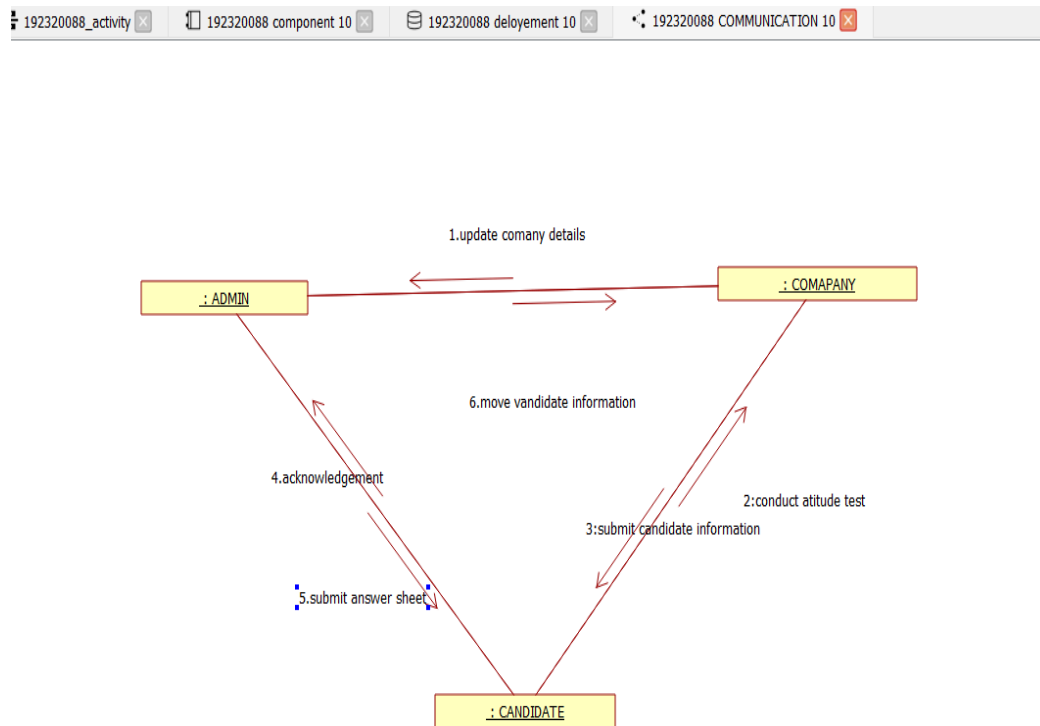 192320088_activity
192320088 component 10
192320088 deloyement 10
192320088 COMMUNICATION 10
1.update comany details
: ADMIN
: COMAPANY
6.move vandidate information
4.acknowledgement
2:conduct atitude test
3:submit candidate information
5.submit answer sheet
: CANDIDATE